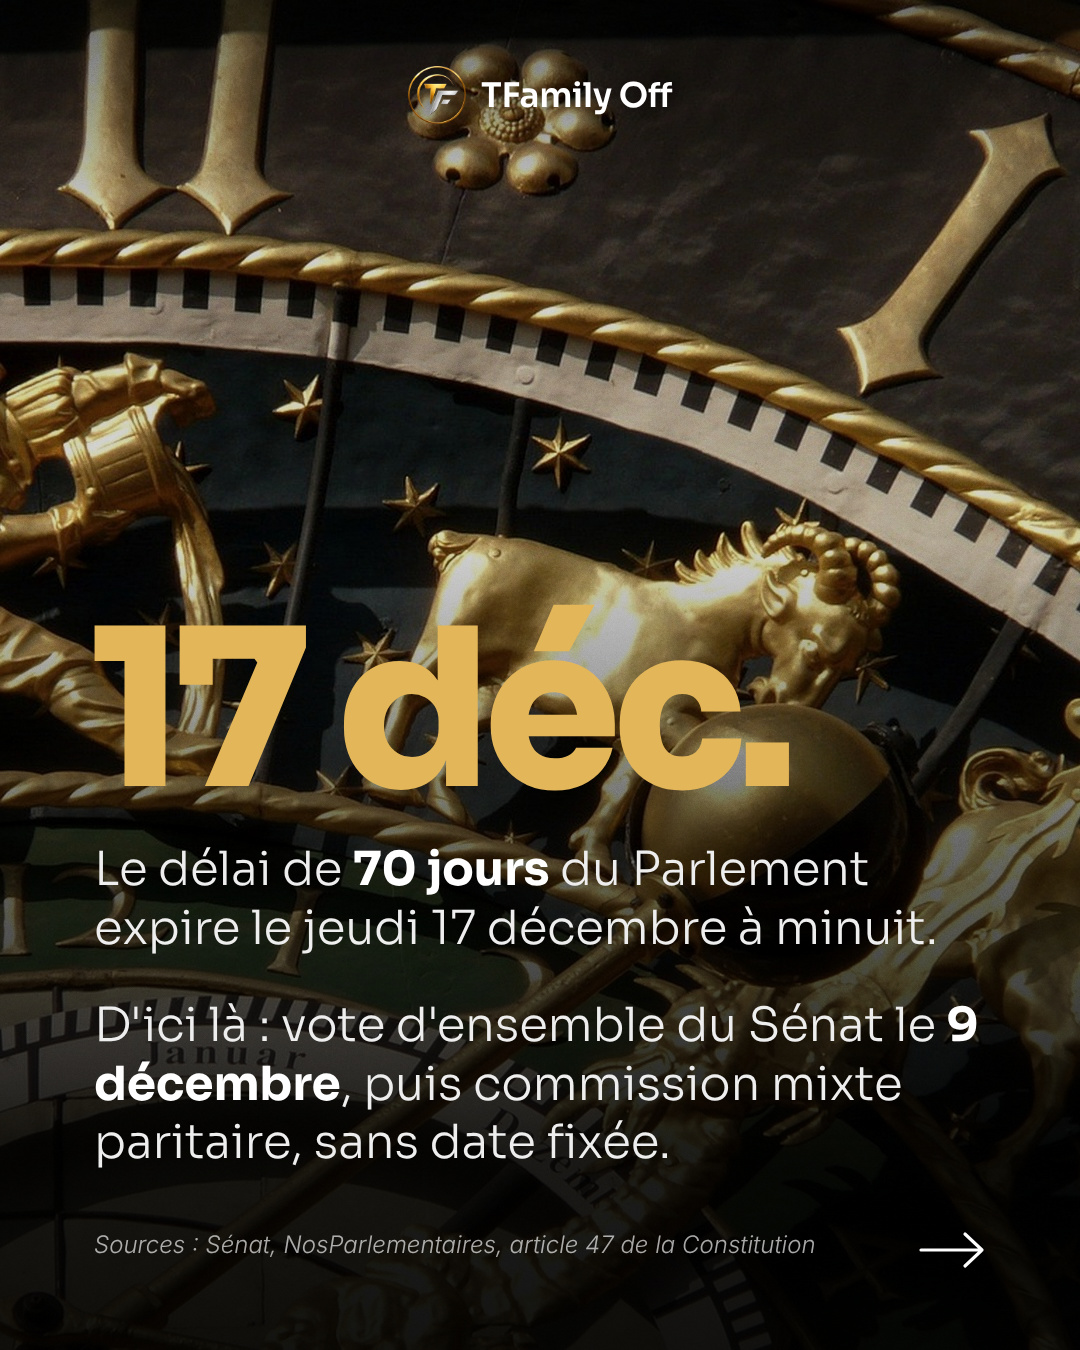 TF
TFamily Off
17 déc.
Le délai de 70 jours du Parlement
expire le jeudi 17 décembre à minuit.
D'ici là : vote d'ensemble du Sénat le 9
Januar
décembre, puis commission mixte
paritaire, sans date fixée.
Sources : Sénat, NosParlementaires, article 47 de la Constitution